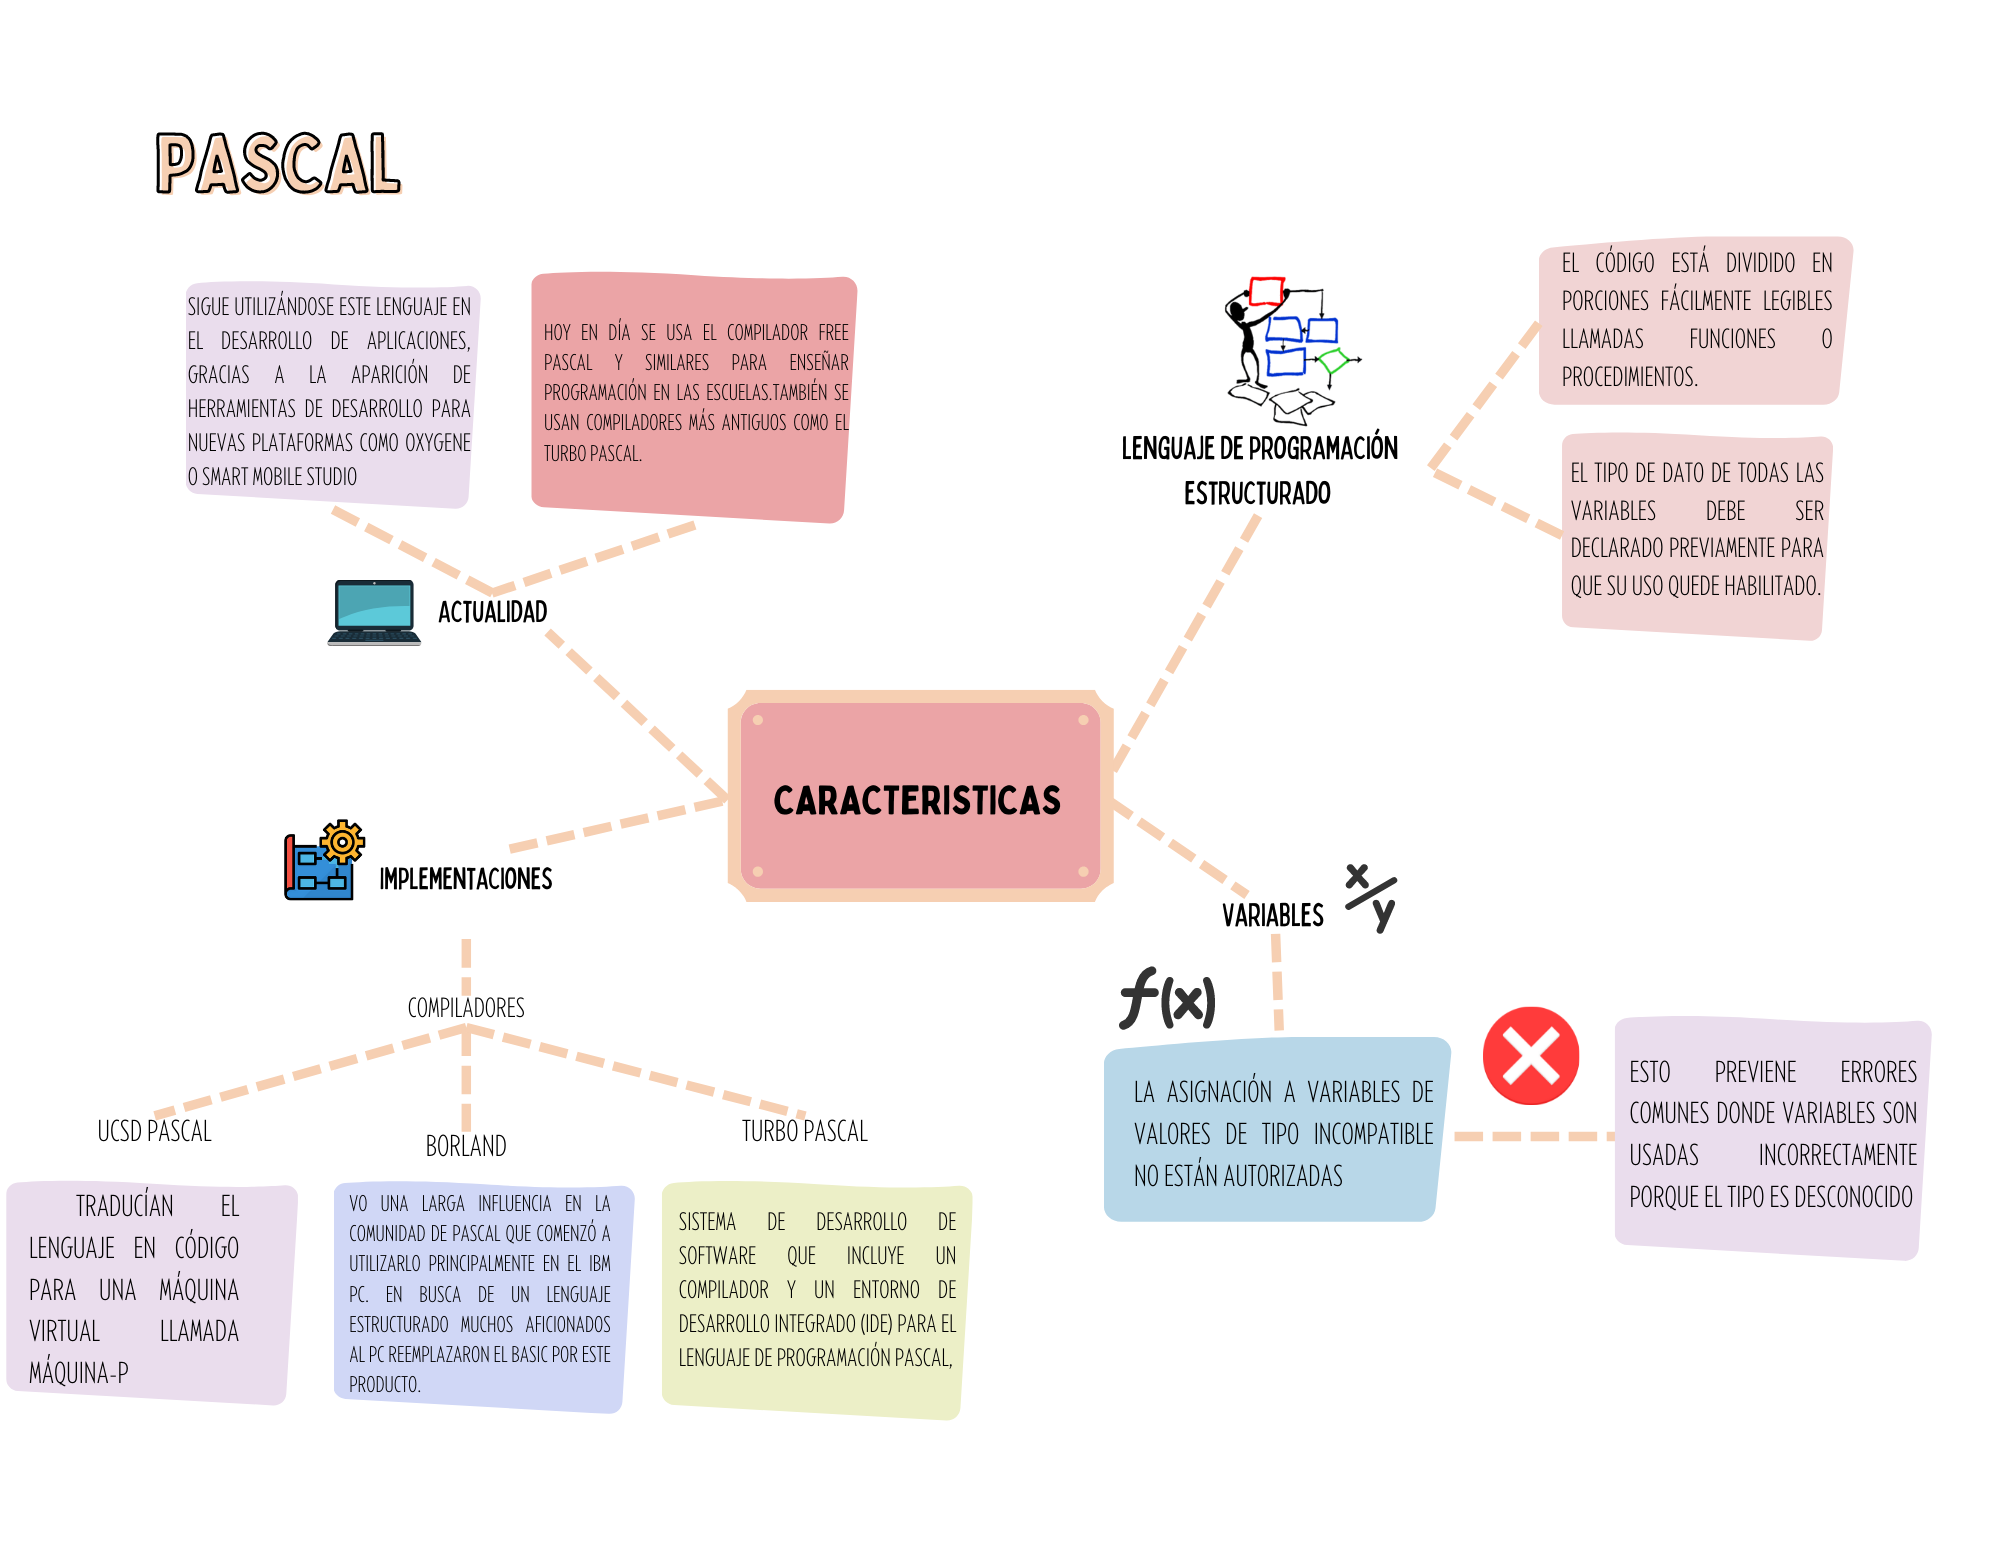 PASCAL
SIGUE UTILIZÁNDOSE ESTE LENGUAJE EN
EL DESARROLLO DE APLICACIONES,
GRACIAS A LA APARICIÓN DE
HERRAMIENTAS DE DESARROLLO PARA
NUEVAS PLATAFORMAS COMO OXYGENE
O SMART MOBILE STUDIO
HOY EN DÍA SE USA EL COMPILADOR FREE
PASCAL Y SIMILARES PARA ENSEÑAR
PROGRAMACIÓN EN LAS ESCUELAS.TAMBIÉN SE
USAN COMPILADORES MÁS ANTIGUOS COMO EL
TURBO PASCAL.
ACTUALIDAD
LENGUAJE DE PROGRAMACIÓN
ESTRUCTURADO
EL CÓDIGO ESTÁ DIVIDIDO EN
PORCIONES FÁCILMENTE LEGIBLES
LLAMADAS FUNCIONES O
PROCEDIMIENTOS.
EL TIPO DE DATO DE TODAS LAS
VARIABLES DEBE SER
DECLARADO PREVIAMENTE PARA
QUE SU USO QUEDE HABILITADO.
CARACTERISTICAS
IMPLEMENTACIONES
COMPILADORES
UCSD PASCAL
BORLAND
TURBO PASCAL
TRADUCÍAN EL
LENGUAJE EN CÓDIGO
PARA UNA MÁQUINA
VIRTUAL LLAMADA
MÁQUINA-P
VO UNA LARGA INFLUENCIA EN LA
COMUNIDAD DE PASCAL QUE COMENZÓ A
UTILIZARLO PRINCIPALMENTE EN EL IBM
PC. EN BUSCA DE UN LENGUAJE
ESTRUCTURADO MUCHOS AFICIONADOS
AL PC REEMPLAZARON EL BASIC POR ESTE
PRODUCTO.
SISTEMA DE DESARROLLO DE
SOFTWARE QUE INCLUYE UN
COMPILADOR Y UN ENTORNO DE
DESARROLLO INTEGRADO (IDE) PARA EL
LENGUAJE DE PROGRAMACIÓN PASCAL,
VARIABLES
x/y
f(x)
LA ASIGNACIÓN A VARIABLES DE
VALORES DE TIPO INCOMPATIBLE
NO ESTÁN AUTORIZADAS
ESTO PREVIENE ERRORES
COMUNES DONDE VARIABLES SON
USADAS INCORRECTAMENTE
PORQUE EL TIPO ES DESCONOCIDO